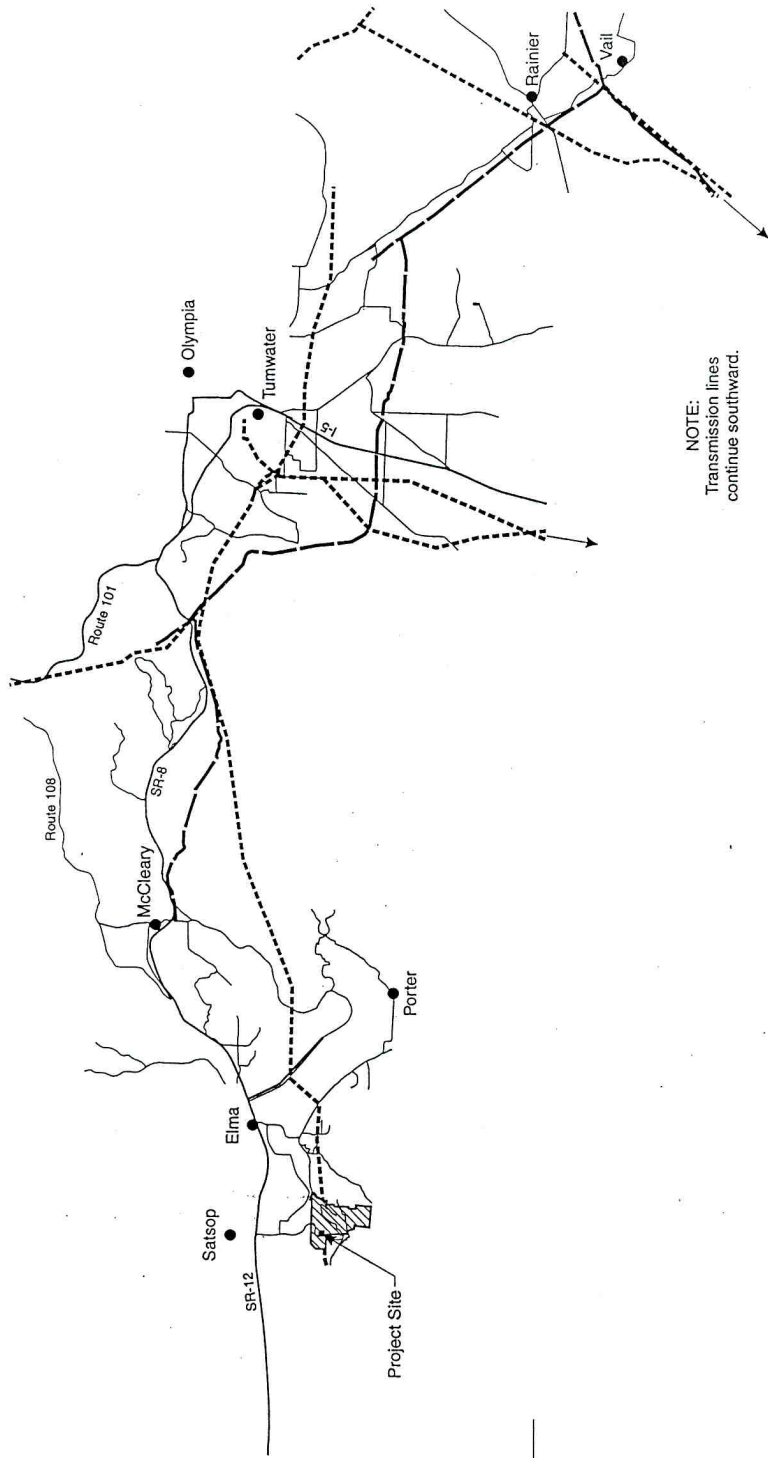 Route 101
Olympia
Tumwater
I-5
Route 108
SR-8
McCleary
Rainier
Vail
Elma
Porter
Satsop
SR-12
Project Site
NOTE:
Transmission lines
continue southward.